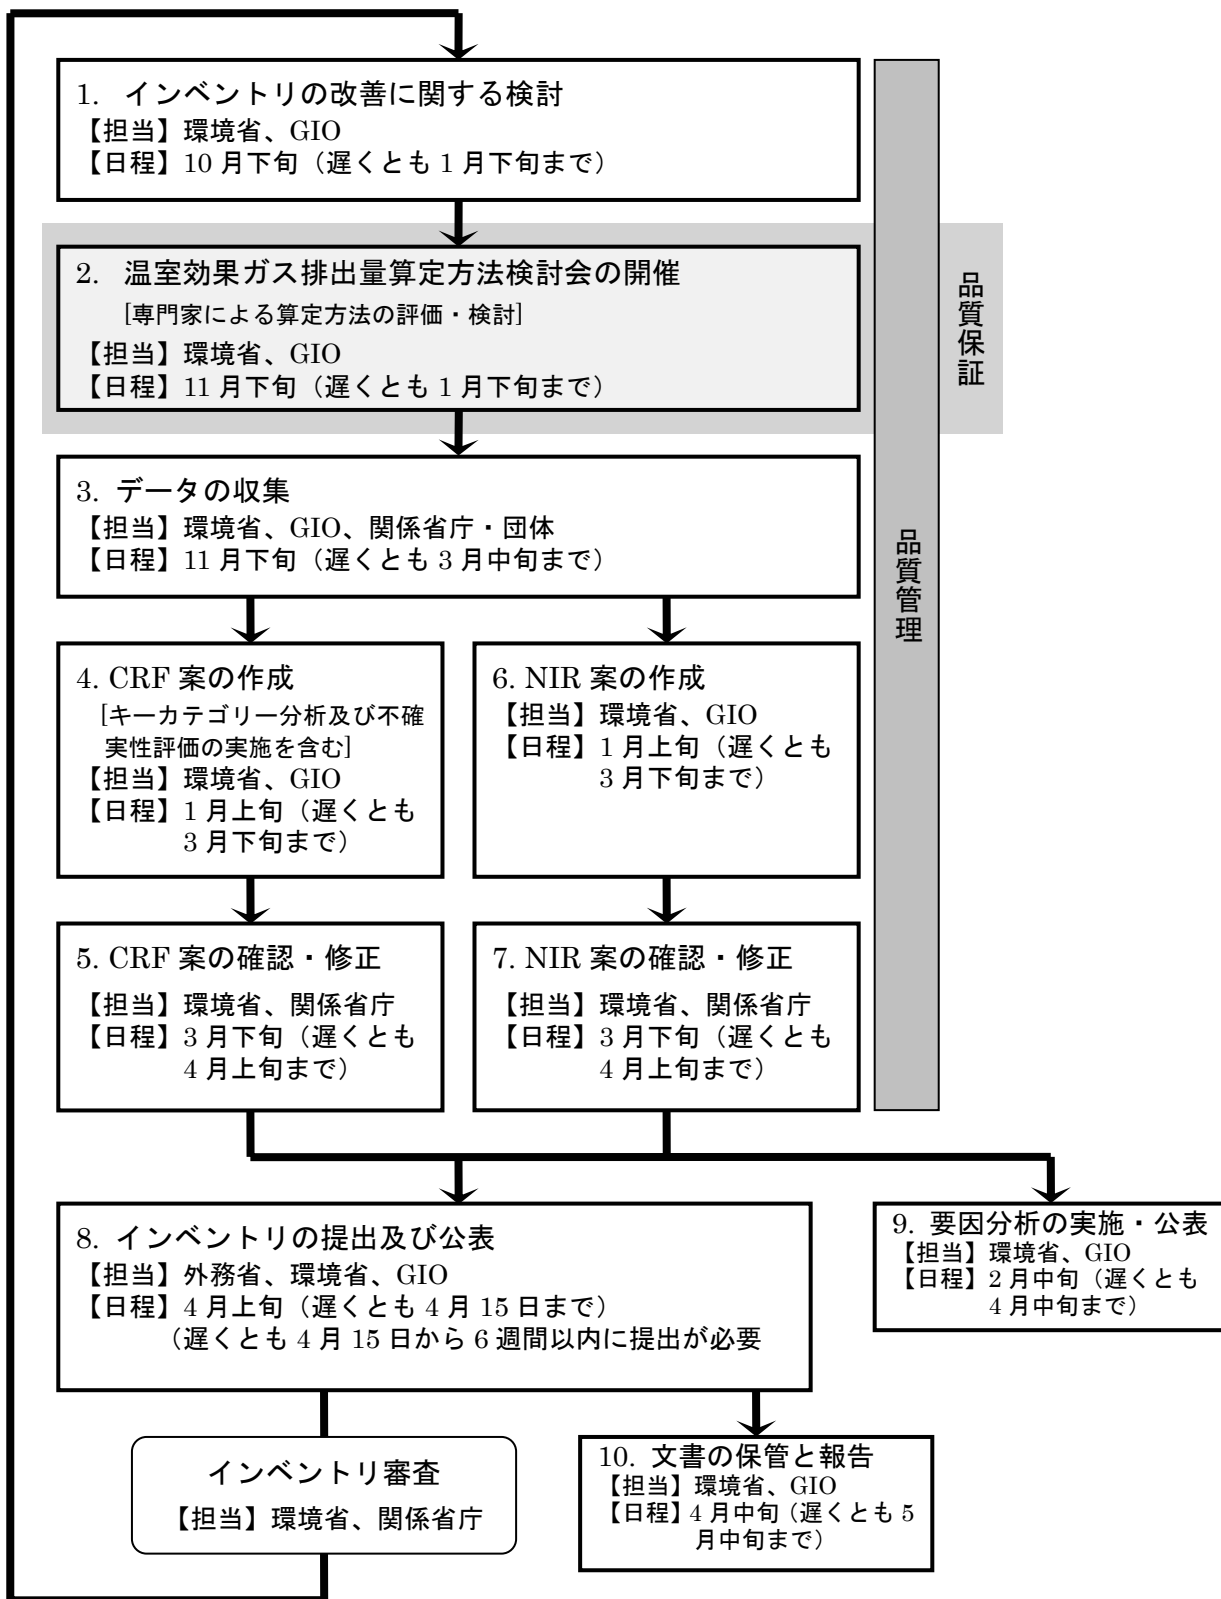 1. インベントリの改善に関する検討
【担当】環境省、GIO
【日程】10 月下旬（遅くとも 1 月下旬まで）
2. 温室効果ガス排出量算定方法検討会の開催
[専門家による算定方法の評価・検討]
【担当】環境省、GIO
【日程】11 月下旬（遅くとも 1 月下旬まで）
品質保証
3. データの収集
【担当】環境省、GIO、関係省庁・団体
【日程】11 月下旬（遅くとも 3 月中旬まで）
品質管理
4. CRF 案の作成
[キーカテゴリー分析及び不確
実性評価の実施を含む]
【担当】環境省、GIO
【日程】1 月上旬（遅くとも
3 月下旬まで）
6. NIR 案の作成
【担当】環境省、GIO
【日程】1 月上旬（遅くとも
3 月下旬まで）
5. CRF 案の確認・修正
【担当】環境省、関係省庁
【日程】3 月下旬（遅くとも
4 月上旬まで）
7. NIR 案の確認・修正
【担当】環境省、関係省庁
【日程】3 月下旬（遅くとも
4 月上旬まで）
8. インベントリの提出及び公表
【担当】外務省、環境省、GIO
【日程】4 月上旬（遅くとも 4 月 15 日まで）
（遅くとも 4 月 15 日から 6 週間以内に提出が必要
9. 要因分析の実施・公表
【担当】環境省、GIO
【日程】2 月中旬（遅くとも
4 月中旬まで）
インベントリ審査
【担当】環境省、関係省庁
10. 文書の保管と報告
【担当】環境省、GIO
【日程】4 月中旬（遅くとも 5
月中旬まで）